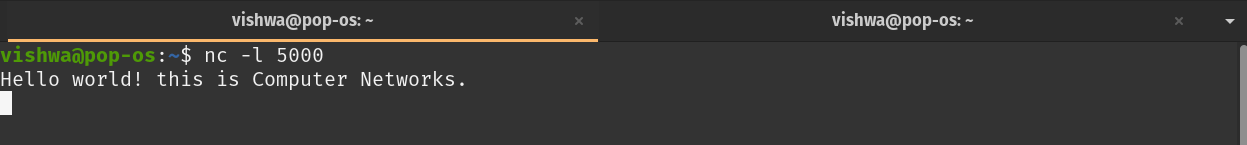 vishwa@pop-os: ~ × vishwa@pop-os: ~ ×
vishwa@pop-os:~$ nc -l 5000
Hello world! this is Computer Networks.